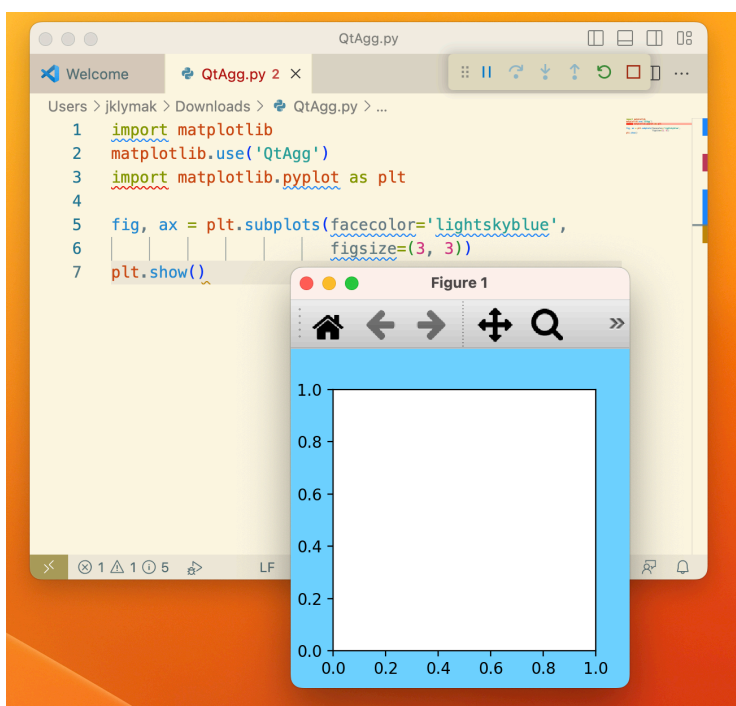 QtAgg.py
Welcome
QtAgg.py 2
Users > jklymak > Downloads > QtAgg.py > ...
1 import matplotlib
2 matplotlib.use('QtAgg')
3 import matplotlib.pyplot as plt
4
5 fig, ax = plt.subplots(facecolor='lightskyblue',
6 figsize=(3, 3))
7 plt.show()
Figure 1
1.0
0.8
0.6
0.4
0.2
0.0
0.0 0.2 0.4 0.6 0.8 1.0
1 1 5 LF